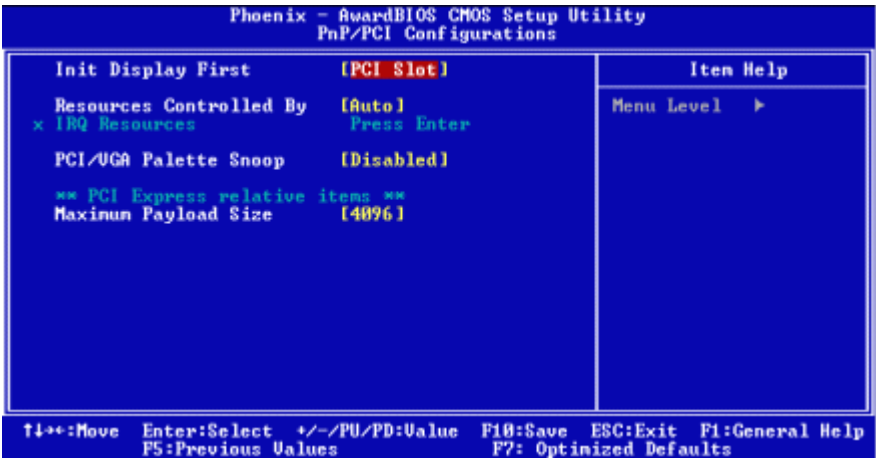 Phoenix - AwardBIOS CMOS Setup Utility
PnP/PCI Configurations
Init Display First [PCI Slot]
Item Help
Resources Controlled By [Auto]
Menu Level ►
x IRQ Resources Press Enter
PCI/VGA Palette Snoop [Disabled]
** PCI Express relative items **
Maximum Payload Size [4096]
↑↓→←:Move Enter:Select +/-/PU/PD:Value F10:Save ESC:Exit F1:General Help
F5:Previous Values F7: Optimized Defaults